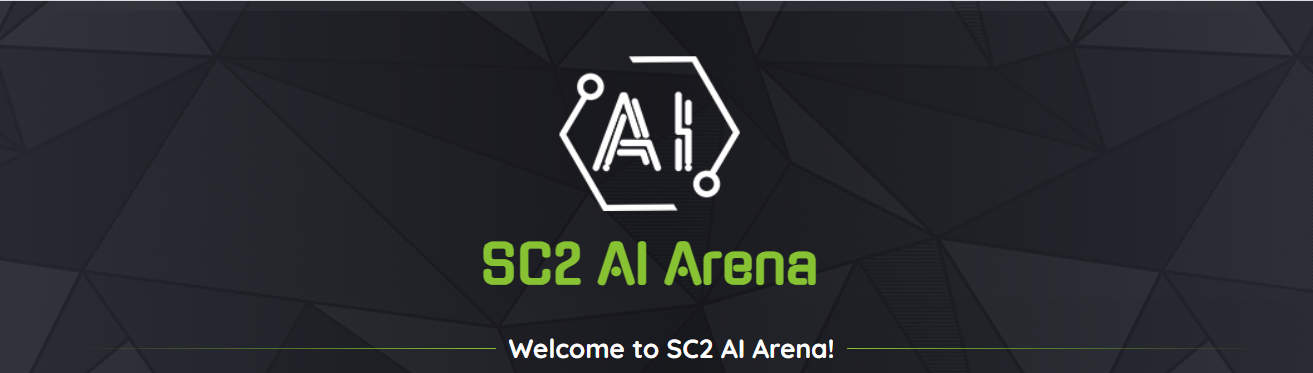 AI
SC2 AI Arena
Welcome to SC2 AI Arena!